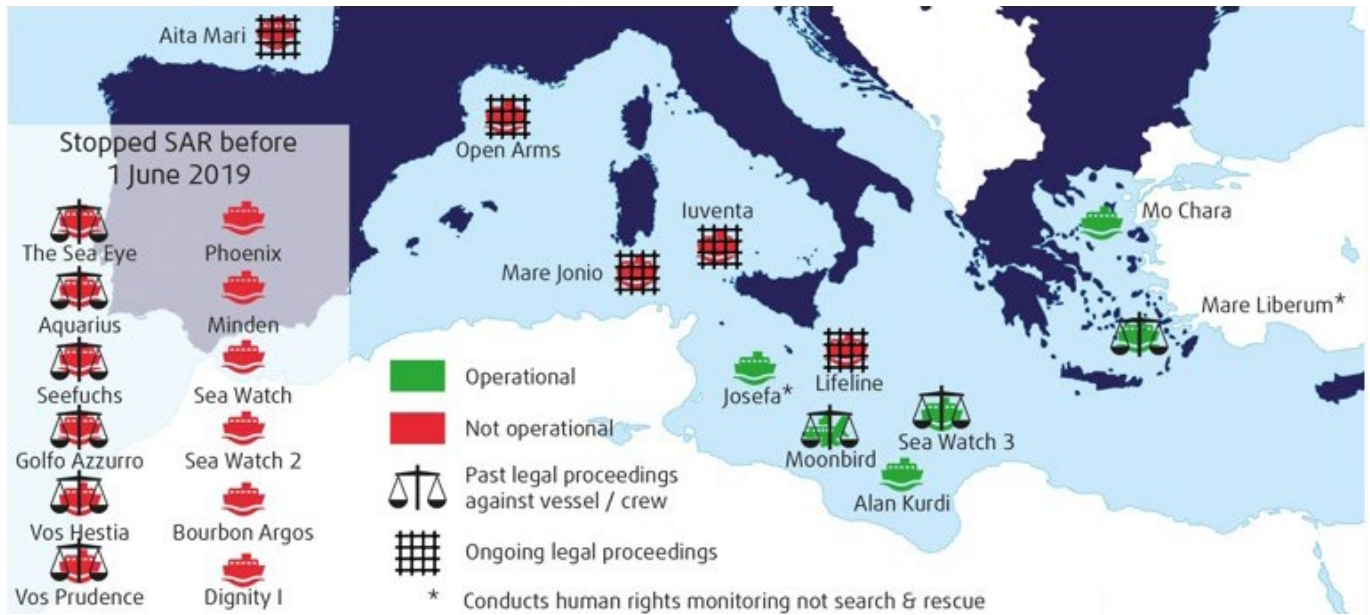 Aita Mari
Open Arms
Iuventa
Mare Jonio
Mo Chara
Mare Liberum*
Josefa*
Lifeline
Moonbird
Sea Watch 3
Alan Kurdi
Stopped SAR before
1 June 2019
The Sea Eye
Phoenix
Aquarius
Minden
Seefuchs
Sea Watch
Golfo Azzurro
Sea Watch 2
Vos Hestia
Bourbon Argos
Vos Prudence
Dignity I
Operational
Not operational
Past legal proceedings
against vessel / crew
Ongoing legal proceedings
* Conducts human rights monitoring not search & rescue